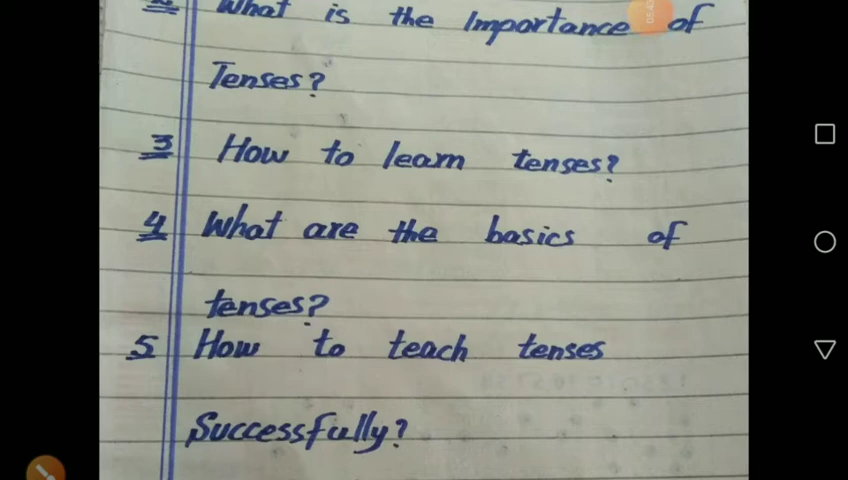 What is the Importance of
Tenses?
3 How to learn tenses?
4 What are the basics of
tenses?
5 How to teach tenses
Successfully?